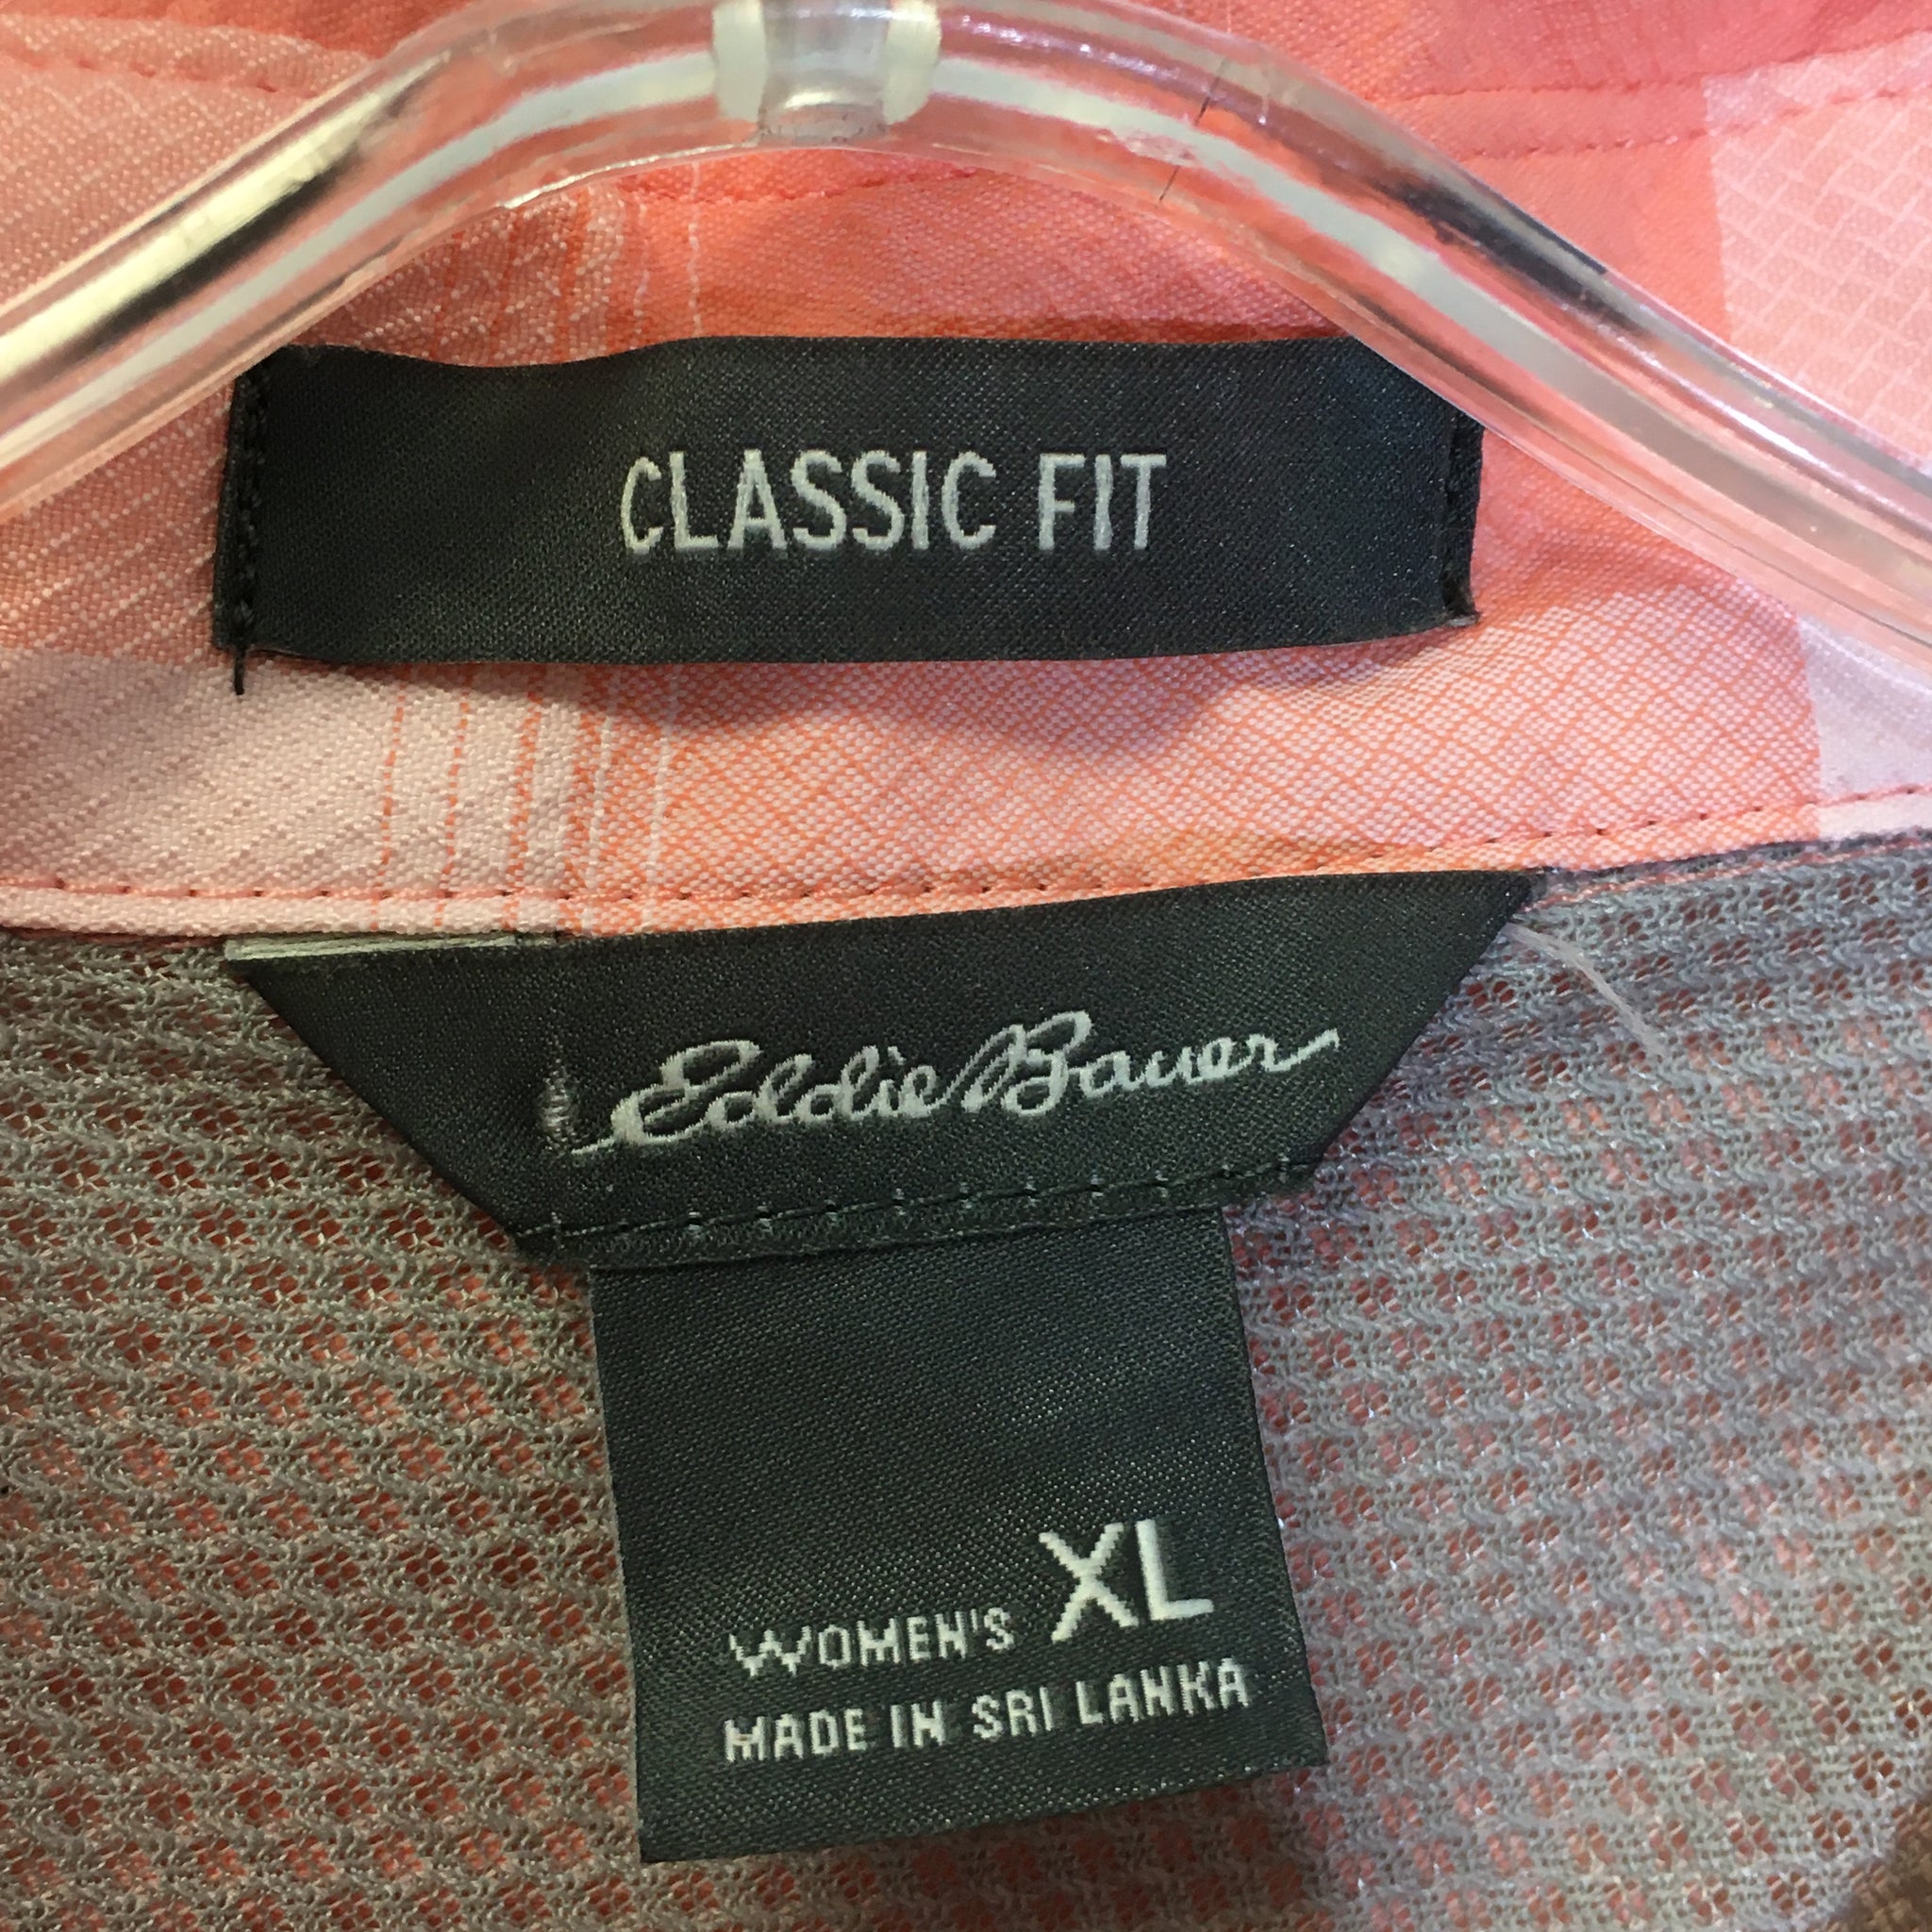 CLASSIC FIT
Eddie Bauer
WOMEN'S XL
MADE IN SRI LANKA